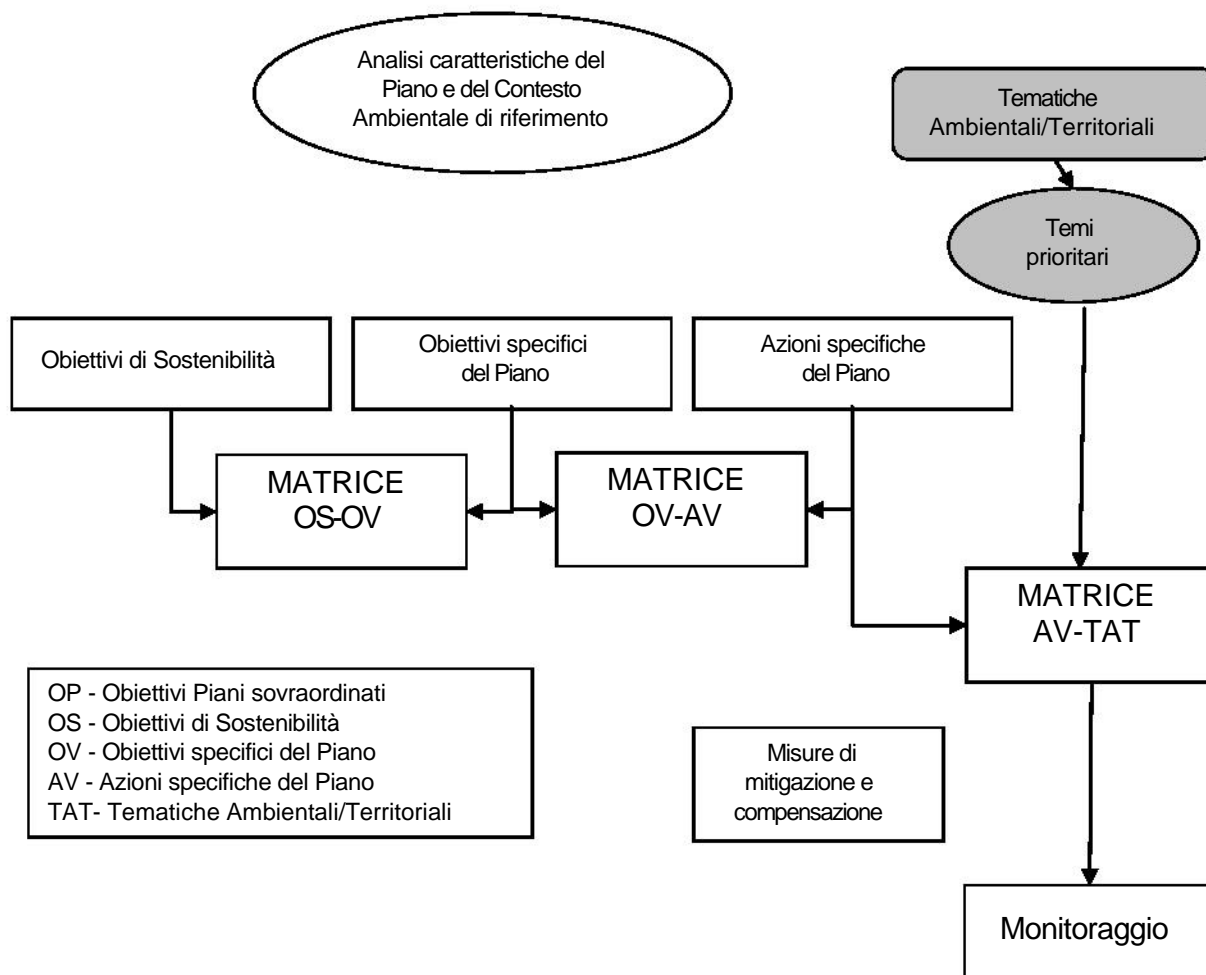 Analisi caratteristiche del
Piano e del Contesto
Ambientale di riferimento
Tematiche
Ambientali/Territoriali
Temi
prioritari
Obiettivi di Sostenibilità
Obiettivi specifici
del Piano
Azioni specifiche
del Piano
MATRICE
OS-OV
MATRICE
OV-AV
MATRICE
AV-TAT
OP - Obiettivi Piani sovraordinati
OS - Obiettivi di Sostenibilità
OV - Obiettivi specifici del Piano
AV - Azioni specifiche del Piano
TAT- Tematiche Ambientali/Territoriali
Misure di
mitigazione e
compensazione
Monitoraggio